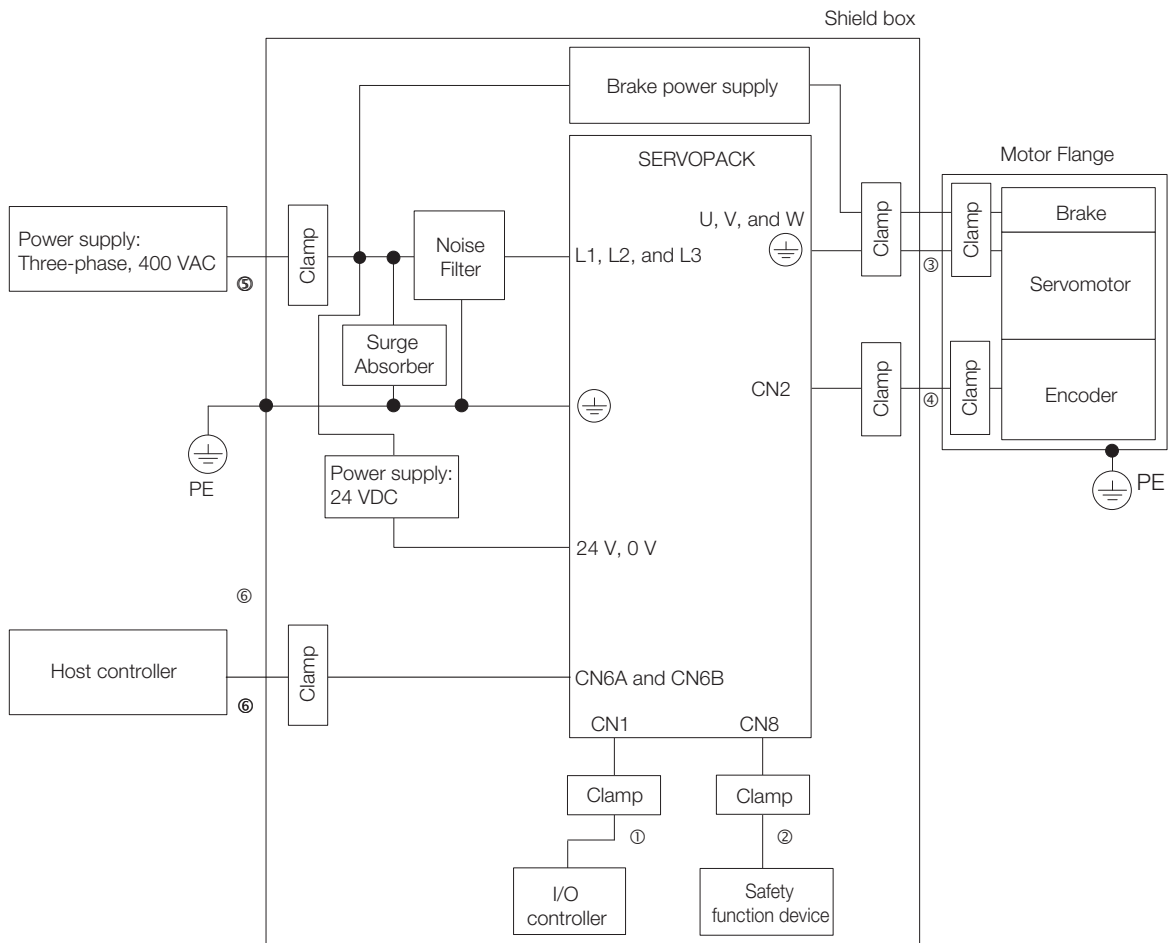 Shield box
Brake power supply
SERVOPACK
Motor Flange
Power supply:
Three-phase, 400 VAC
⑤
Clamp
Noise
Filter
L1, L2, and L3
U, V, and W
Clamp
③
Clamp
Brake
Servomotor
Surge
Absorber
CN2
Clamp
④
Clamp
Encoder
PE
PE
Power supply:
24 VDC
24 V, 0 V
⑥
Host controller
⑥
Clamp
CN6A and CN6B
CN1
CN8
Clamp
Clamp
①
②
I/O
controller
Safety
function device